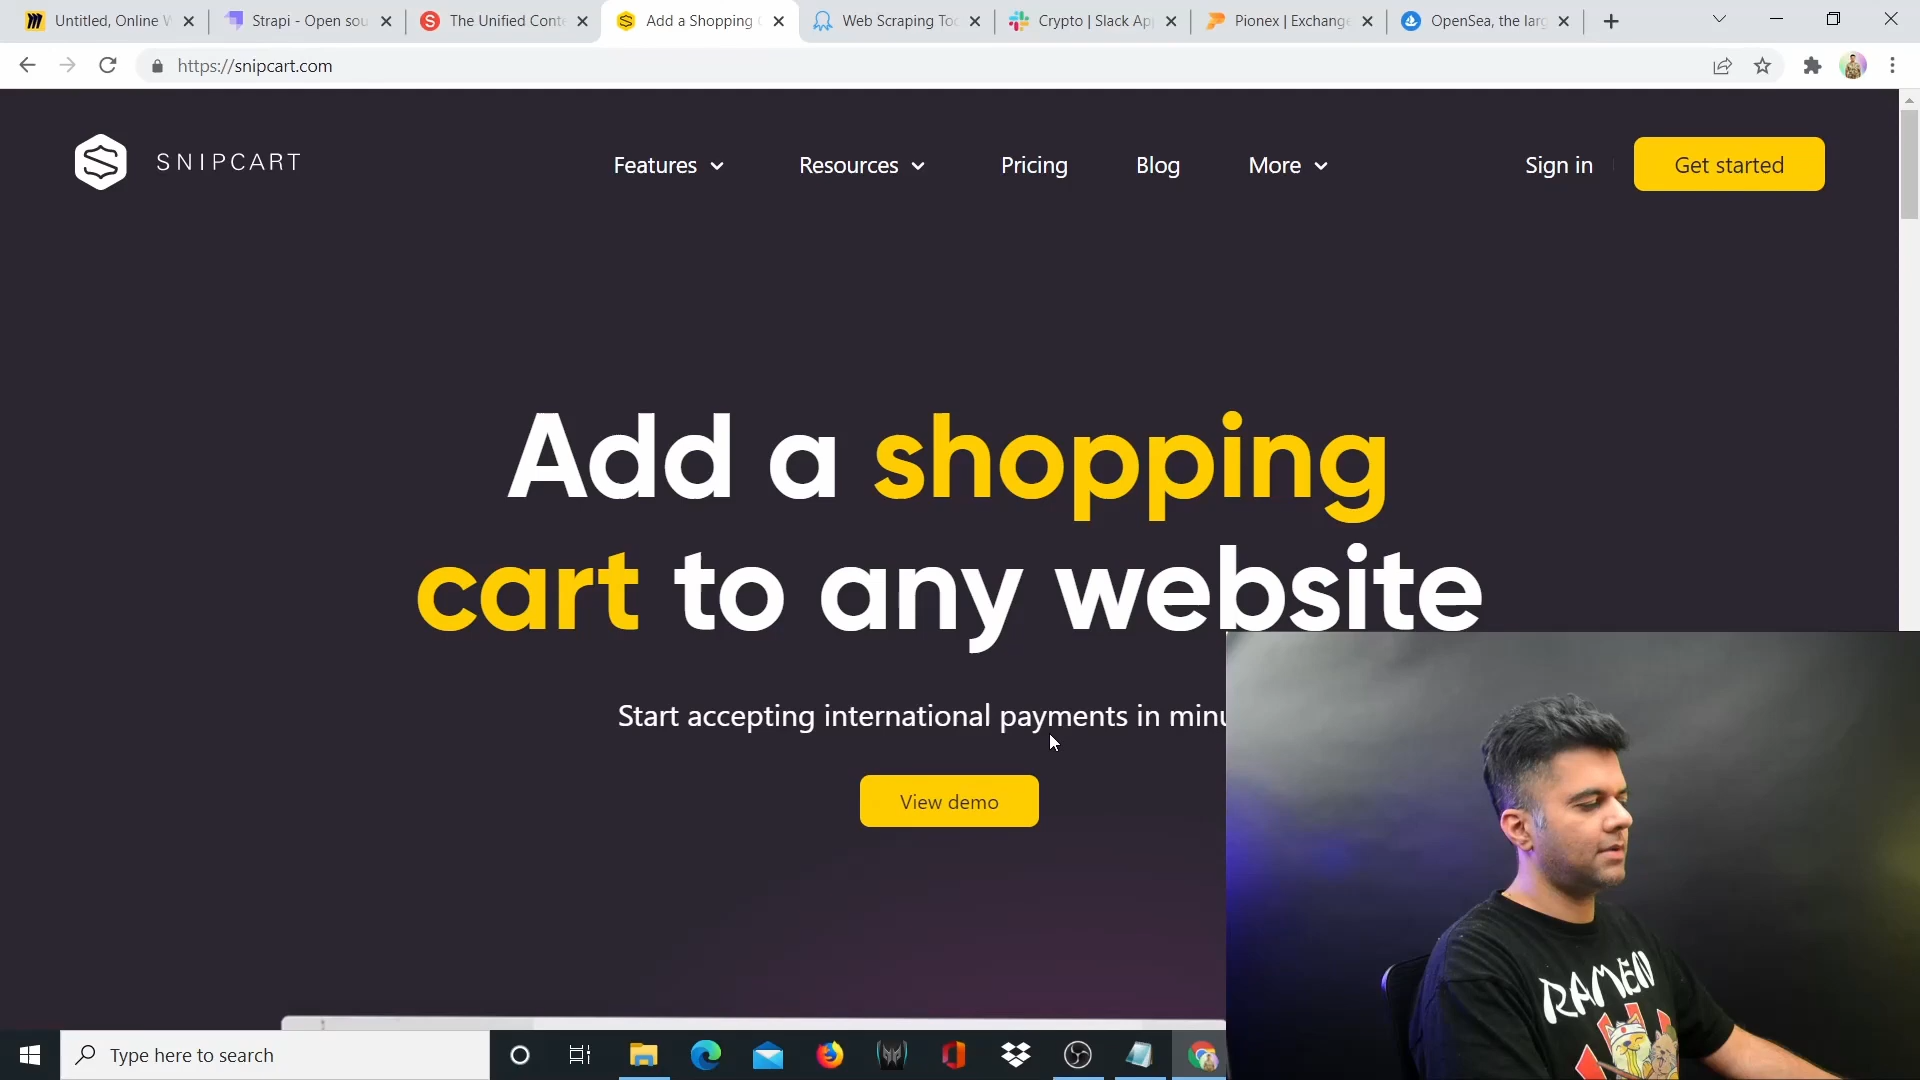 Untitled, Online
Strapi - Open sou
The Unified Conte
Add a Shopping
Web Scraping Too
Crypto | Slack Ap
Pionex | Exchange
OpenSea, the larg
https://snipcart.com
SNIPCART
Features
Resources
Pricing
Blog
More
Sign in
Get started
Add a shopping
cart to any website
Start accepting international payments in minu
View demo
RAMEN
Type here to search